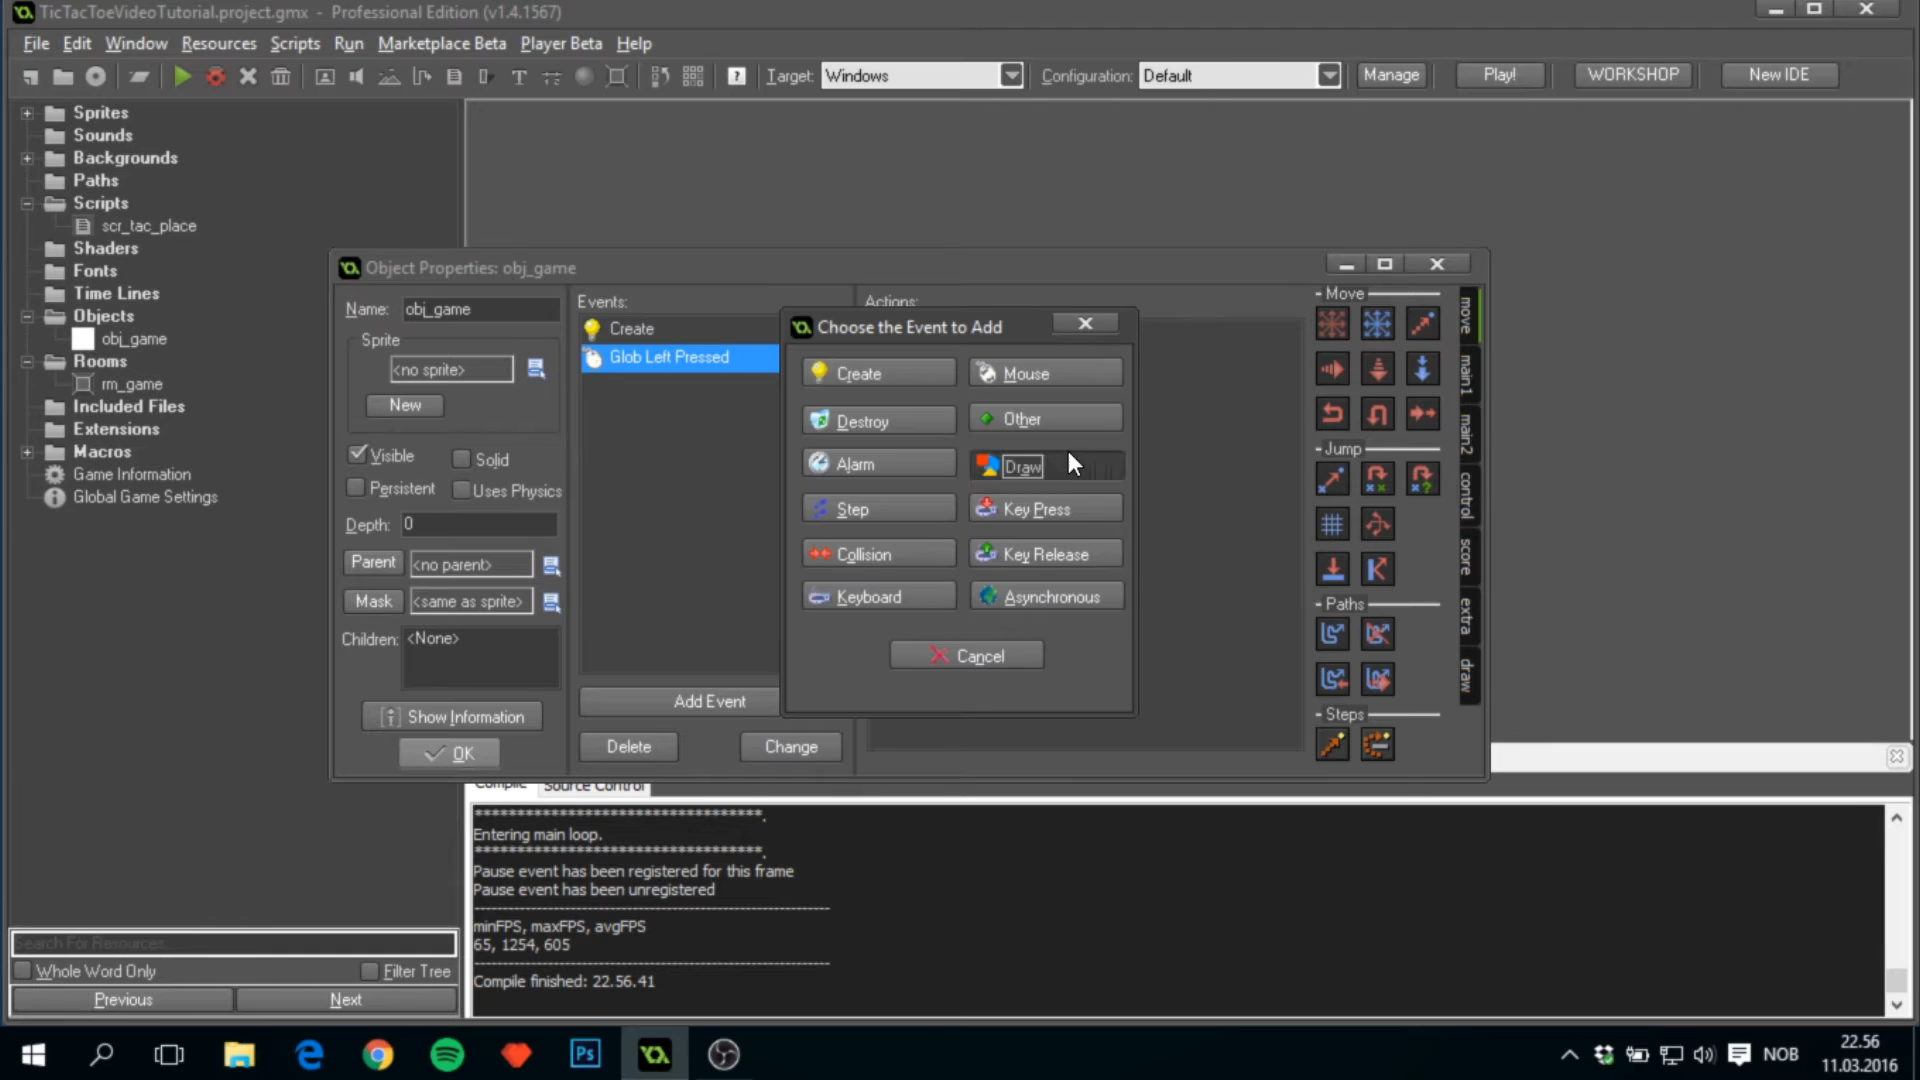 TicTacToeVideoTutorial.project.gmx - Professional Edition (v1.4.1567)
File Edit Window Resources Scripts Run Marketplace Beta Player Beta Help
Target: Windows Configuration: Default Manage Play! WORKSHOP New IDE
Sprites
Sounds
Backgrounds
Paths
Scripts
scr_tac_place
Shaders
Fonts
Time Lines
Objects
obj_game
Rooms
rm_game
Included Files
Extensions
Macros
Game Information
Global Game Settings
Search For Resources...
Whole Word Only Filter Tree
Previous Next
Object Properties: obj_game
Name: obj_game
Sprite
<no sprite>
New
Visible Solid
Persistent Uses Physics
Depth: 0
Parent <no parent>
Mask <same as sprite>
Children: <None>
Show Information
OK
Events:
Create
Glob Left Pressed
Add Event
Delete Change
Actions:
Choose the Event to Add
Create Mouse
Destroy Other
Alarm Draw
Step Key Press
Collision Key Release
Keyboard Asynchronous
Cancel
Move
Jump
Paths
Steps
move
main1
main2
control
score
extra
draw
Compile Source Control
***********************************.
Entering main loop.
***********************************.
Pause event has been registered for this frame
Pause event has been unregistered
minFPS, maxFPS, avgFPS
65, 1254, 605
Compile finished: 22.56.41
Ps
NOB
22.56
11.03.2016